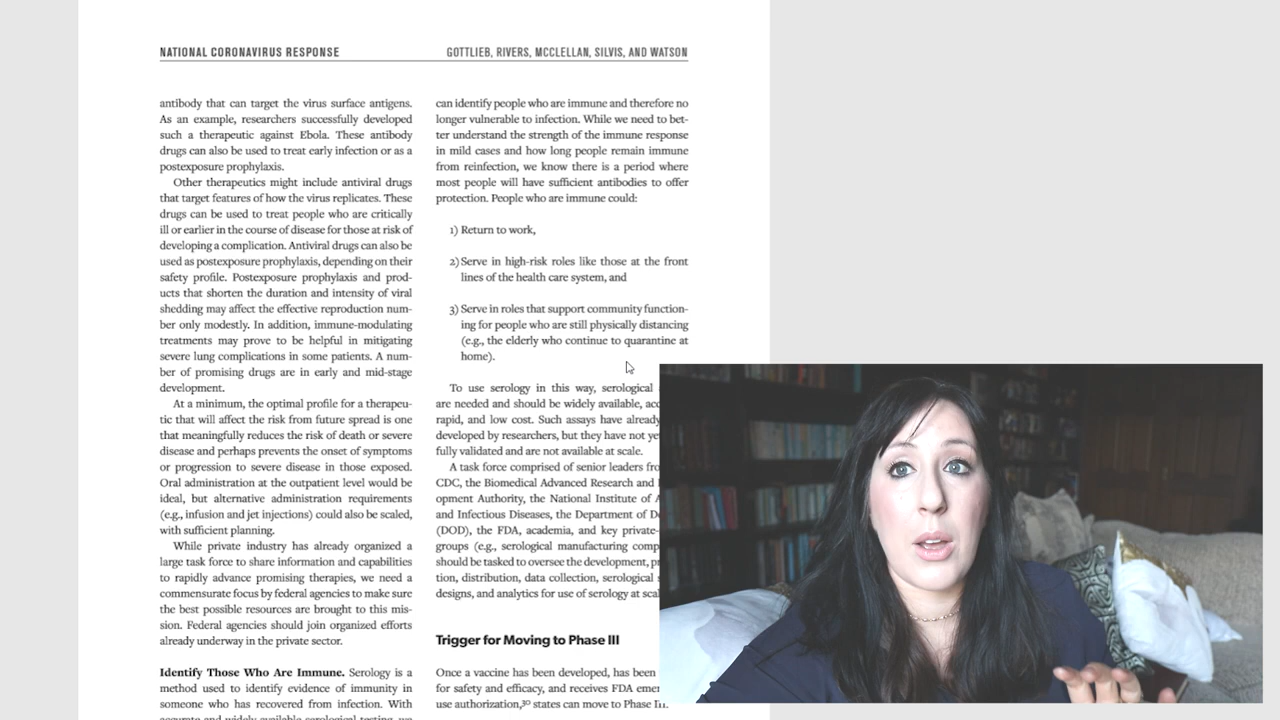 NATIONAL CORONAVIRUS RESPONSE
GOTTLIEB, RIVERS, MCCLELLAN, SILVIS, AND WATSON
antibody that can target the virus surface antigens.
As an example, researchers successfully developed
such a therapeutic against Ebola. These antibody
drugs can also be used to treat early infection or as a
postexposure prophylaxis.
Other therapeutics might include antiviral drugs
that target features of how the virus replicates. These
drugs can be used to treat people who are critically
ill or earlier in the course of disease for those at risk of
developing a complication. Antiviral drugs can also be
used as postexposure prophylaxis, depending on their
safety profile. Postexposure prophylaxis and prod-
ucts that shorten the duration and intensity of viral
shedding may affect the effective reproduction num-
ber only modestly. In addition, immune-modulating
treatments may prove to be helpful in mitigating
severe lung complications in some patients. A num-
ber of promising drugs are in early and mid-stage
development.
At a minimum, the optimal profile for a therapeu-
tic that will affect the risk from future spread is one
that meaningfully reduces the risk of death or severe
disease and perhaps prevents the onset of symptoms
or progression to severe disease in those exposed.
Oral administration at the outpatient level would be
ideal, but alternative administration requirements
(e.g., infusion and jet injections) could also be scaled,
with sufficient planning.
While private industry has already organized a
large task force to share information and capabilities
to rapidly advance promising therapies, we need a
commensurate focus by federal agencies to make sure
the best possible resources are brought to this mis-
sion. Federal agencies should join organized efforts
already underway in the private sector.
Identify Those Who Are Immune. Serology is a
method used to identify evidence of immunity in
someone who has recovered from infection. With
accurate and widely available serological testing, we
can identify people who are immune and therefore no
longer vulnerable to infection. While we need to bet-
ter understand the strength of the immune response
in mild cases and how long people remain immune
from reinfection, we know there is a period where
most people will have sufficient antibodies to offer
protection. People who are immune could:
1) Return to work,
2) Serve in high-risk roles like those at the front
lines of the health care system, and
3) Serve in roles that support community function-
ing for people who are still physically distancing
(e.g., the elderly who continue to quarantine at
home).
To use serology in this way, serological
are needed and should be widely available,
rapid, and low cost. Such assays have already
developed by researchers, but they have not
fully validated and are not available at scale.
A task force comprised of senior leaders
CDC, the Biomedical Advanced Research and
opment Authority, the National Institute of
and Infectious Diseases, the Department of
(DOD), the FDA, academia, and key private-
groups (e.g., serological manufacturing
should be tasked to oversee the development,
tion, distribution, data collection, serological
designs, and analytics for use of serology at
Trigger for Moving to Phase III
Once a vaccine has been developed, has been
for safety and efficacy, and receives FDA
use authorization,30 states can move to Phase III.